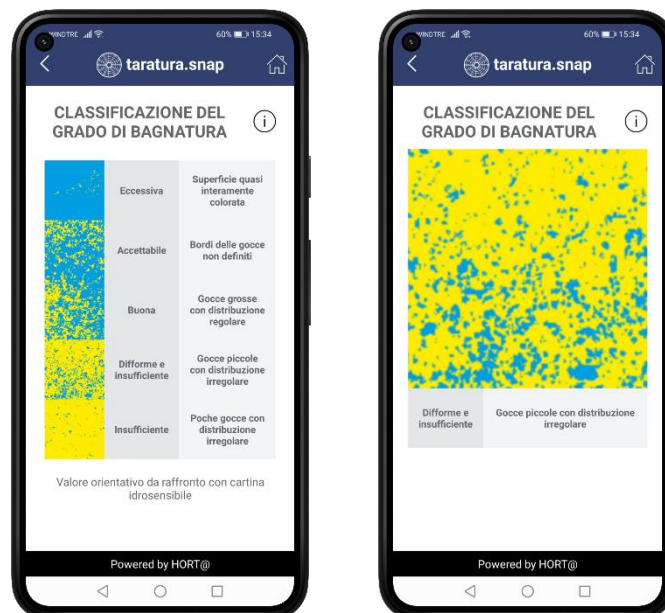 WINDTRE 60% 15:34
taratura.snap
CLASSIFICAZIONE DEL
GRADO DI BAGNATURA
i
Eccessiva
Superficie quasi
interamente
colorata
Accettabile
Bordi delle gocce
non definiti
Buona
Gocce grosse
con distribuzione
regolare
Difforme e
insufficiente
Gocce piccole
con distribuzione
irregolare
Insufficiente
Poche gocce con
distribuzione
irregolare
Valore orientativo da raffronto con cartina
idrosensibile
Powered by HORT@
WINDTRE 60% 15:34
taratura.snap
CLASSIFICAZIONE DEL
GRADO DI BAGNATURA
i
Difforme e
insufficiente
Gocce piccole con distribuzione
irregolare
Powered by HORT@